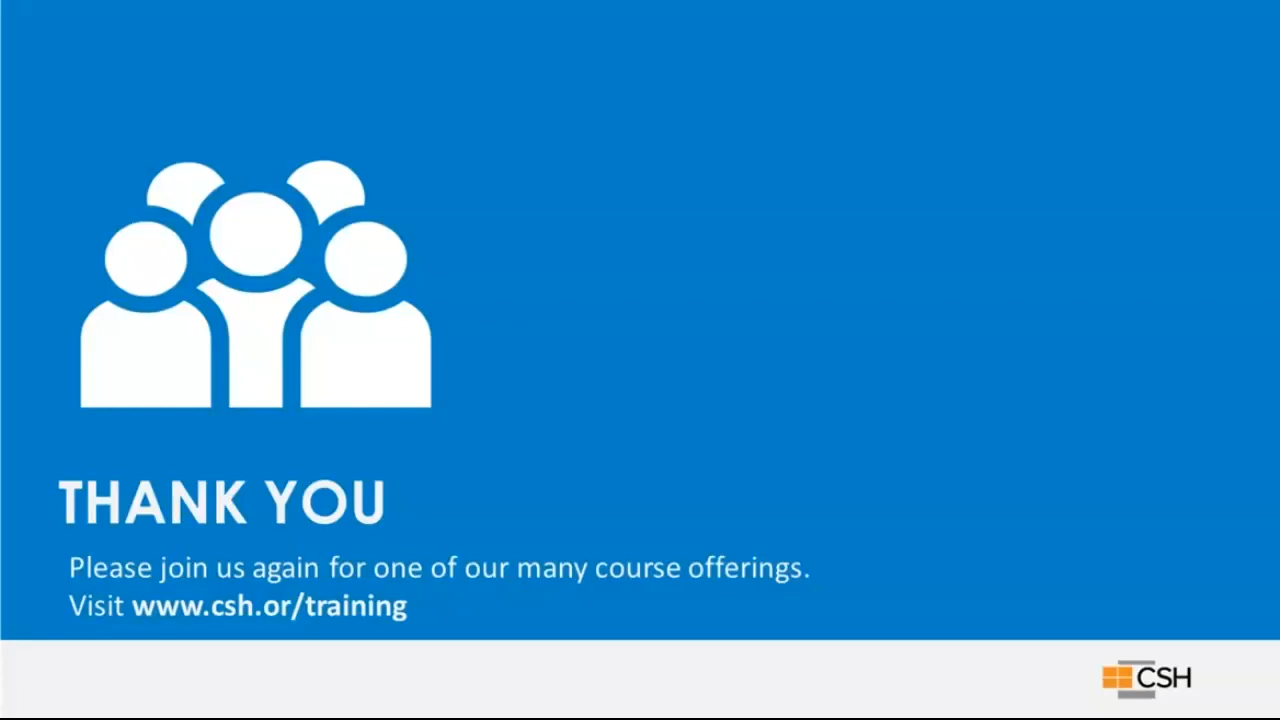 THANK YOU
Please join us again for one of our many course offerings.
Visit www.csh.or/training
CSH